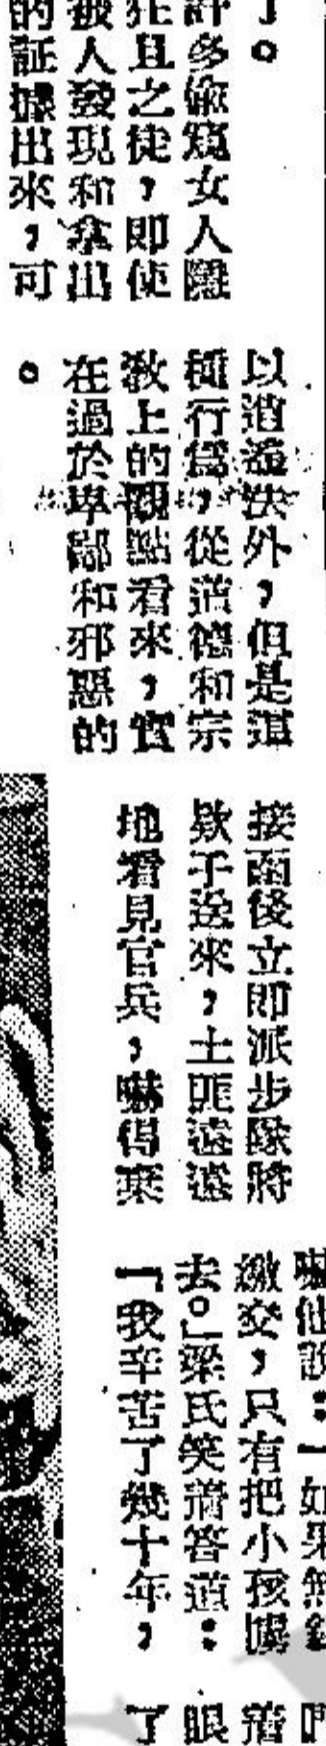 了。
許多偷窺女人隱
狂且之徒，即使
被人發現和拿出
的証據出來，可
以逍遙法外，但是這
種行爲，從道德和宗
敎上的觀點看來，實
在過於卑鄙和邪惡的
。
接函後立即派步隊將
款子送來，土匪遠遠
地看見官兵，嚇得棄
嚇他說：「如果無錢
繳交，只有把小孩
去。」梁氏笑着答道：
「我辛苦了幾十年，
着
眼
了